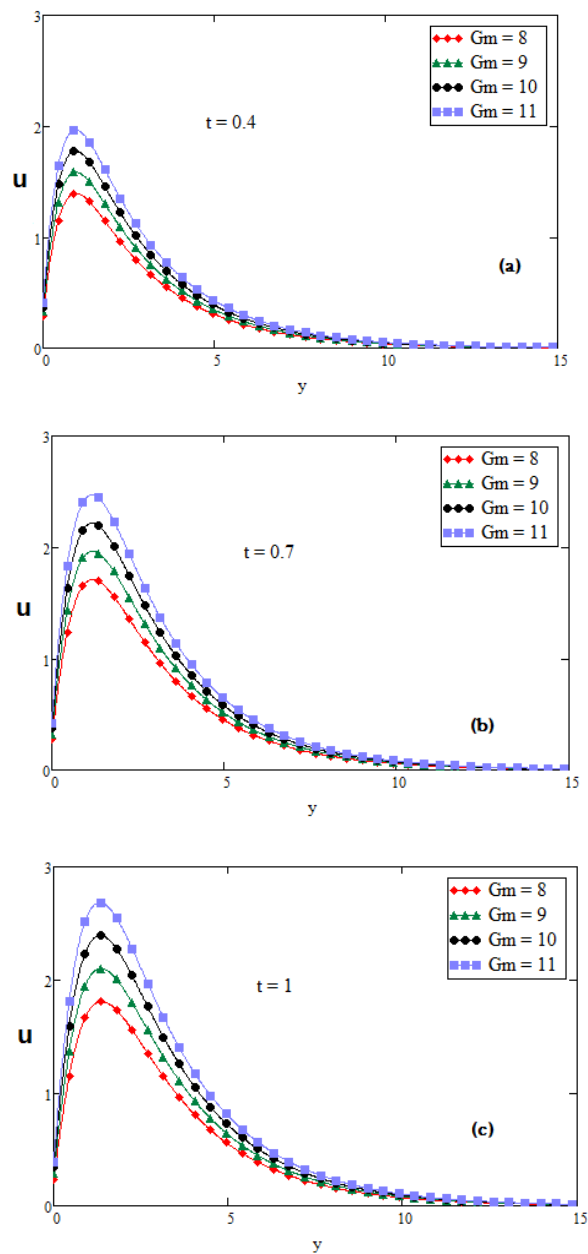 3
Gm = 8
Gm = 9
Gm = 10
Gm = 11
2
t = 0.4
u
1
(a)
0
0 5 10 15
y
3
Gm = 8
Gm = 9
Gm = 10
Gm = 11
2
t = 0.7
u
1
(b)
0
0 5 10 15
y
3
Gm = 8
Gm = 9
Gm = 10
Gm = 11
2
t = 1
u
1
(c)
0
0 5 10 15
y